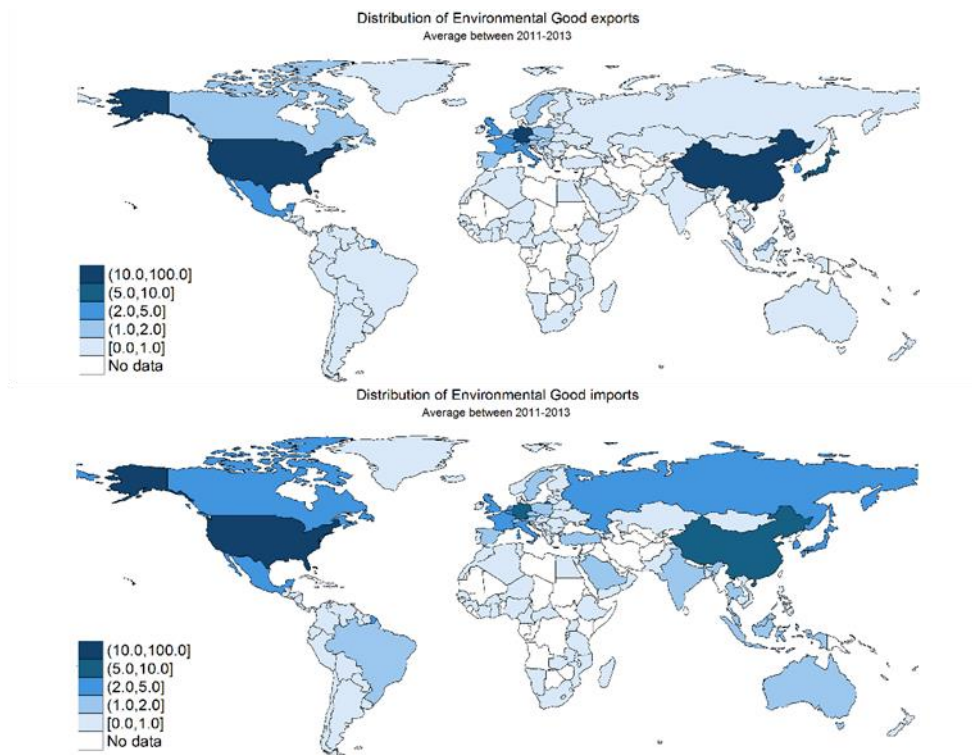 Distribution of Environmental Good exports
Average between 2011-2013
(10.0,100.0]
(5.0,10.0]
(2.0,5.0]
(1.0,2.0]
[0.0,1.0]
No data
Distribution of Environmental Good imports
Average between 2011-2013
(10.0,100.0]
(5.0,10.0]
(2.0,5.0]
(1.0,2.0]
[0.0,1.0]
No data